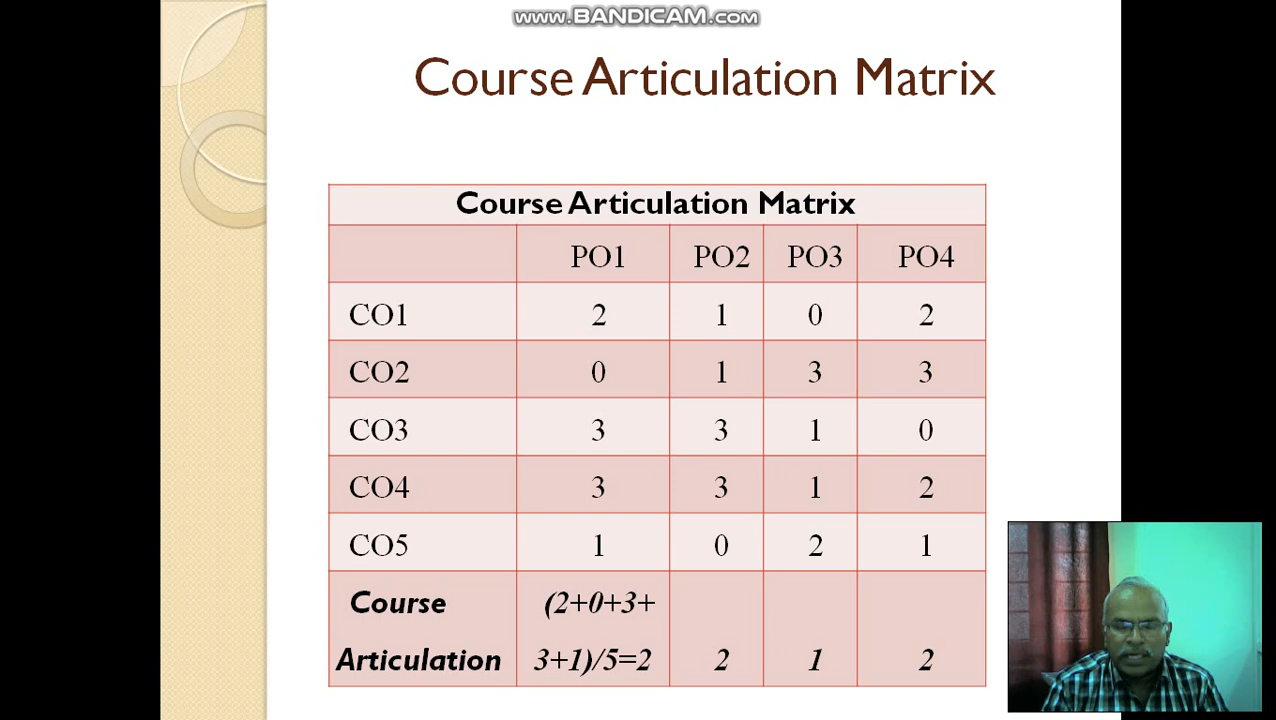 www.BANDICAM.com
Course Articulation Matrix
Course Articulation Matrix
PO1 PO2 PO3 PO4
CO1 2 1 0 2
CO2 0 1 3 3
CO3 3 3 1 0
CO4 3 3 1 2
CO5 1 0 2 1
Course (2+0+3+
Articulation 3+1)/5=2 2 1 2